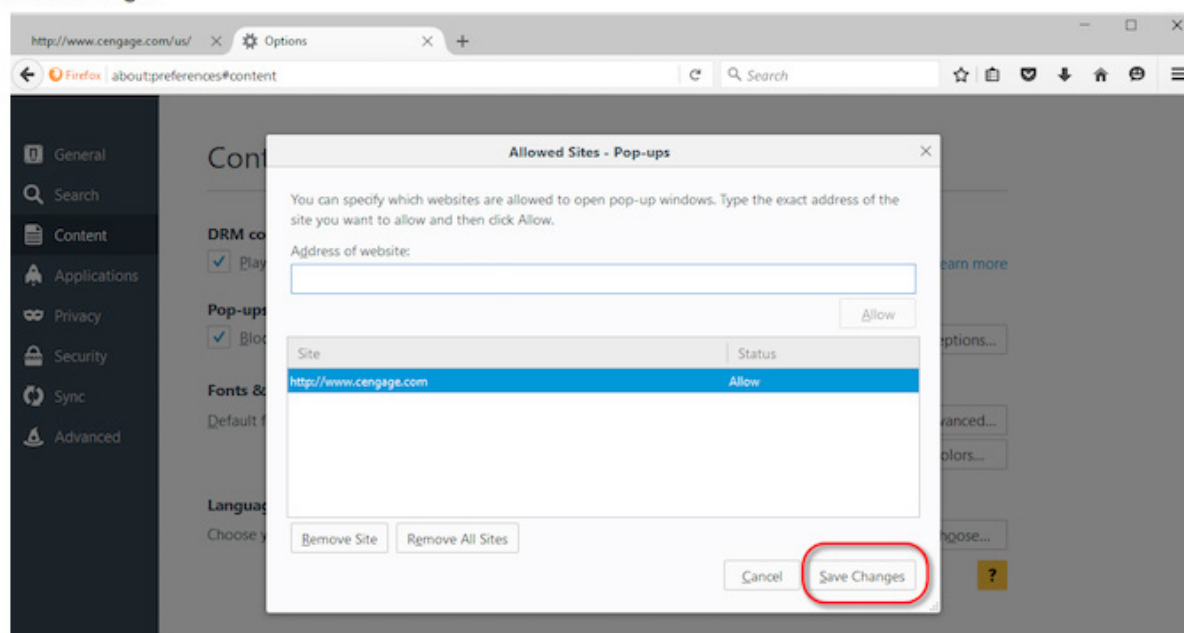 http://www.cengage.com/us/ Options
Firefox about:preferences#content Search
General
Search
Content
Applications
Privacy
Security
Sync
Advanced
Cont
DRM co
Play
earn more
Pop-ups
Bloc
eptions...
Fonts &
Default f
vanced...
olors...
Languag
Choose y
hoose...
?
Allowed Sites - Pop-ups
You can specify which websites are allowed to open pop-up windows. Type the exact address of the
site you want to allow and then click Allow.
Address of website:
Allow
Site Status
http://www.cengage.com Allow
Remove Site Remove All Sites
Cancel Save Changes